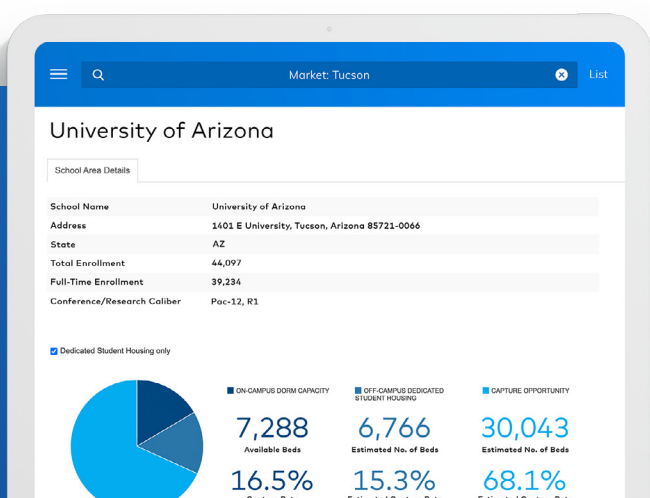 Market: Tucson
List
University of Arizona
School Area Details
School Name University of Arizona
Address 1401 E University, Tucson, Arizona 85721-0066
State AZ
Total Enrollment 44,097
Full-Time Enrollment 39,234
Conference/Research Caliber Pac-12, R1
Dedicated Student Housing only
ON-CAMPUS DORM CAPACITY OFF-CAMPUS DEDICATED CAPTURE OPPORTUNITY
STUDENT HOUSING
7,288 6,766 30,043
Available Beds Estimated No. of Beds Estimated No. of Beds
16.5% 15.3% 68.1%